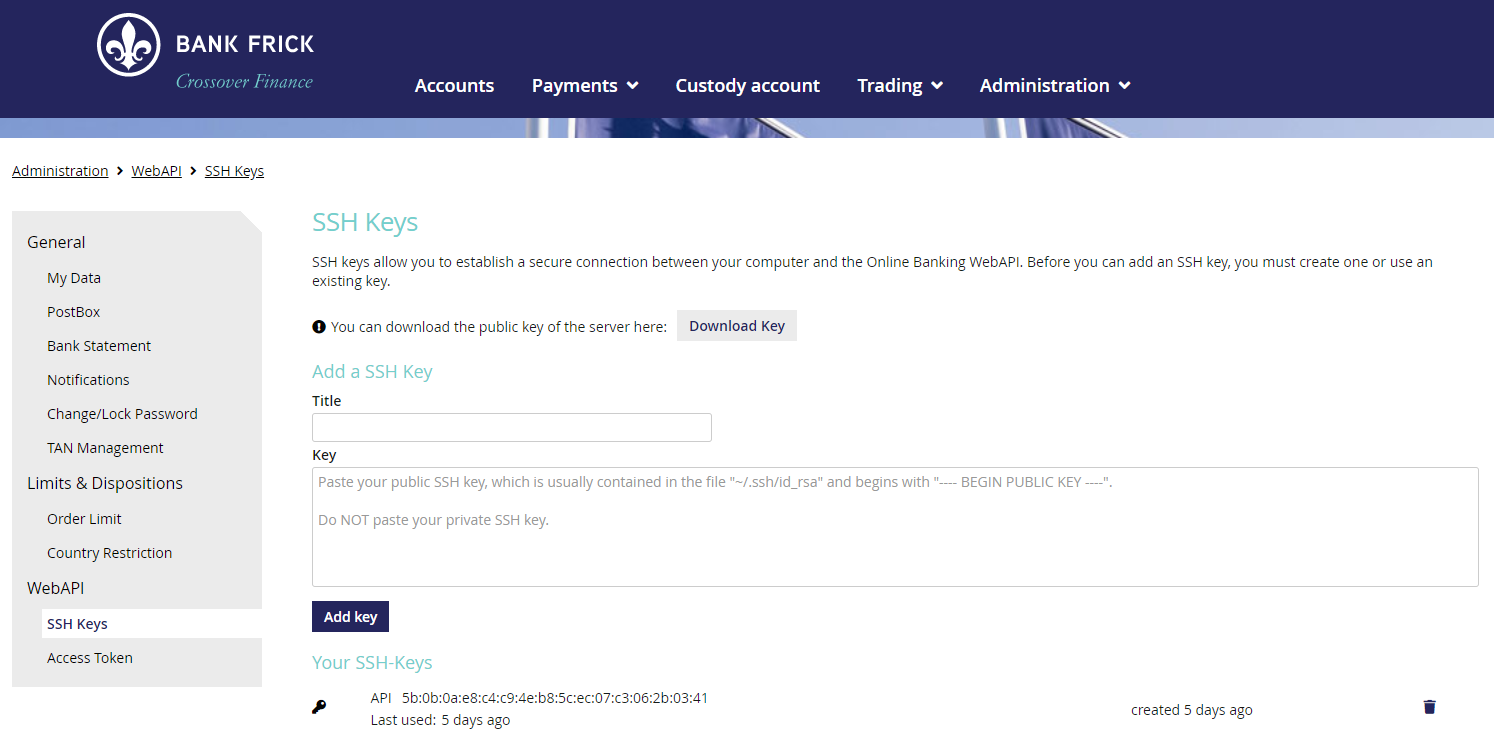 BANK FRICK
Crossover Finance
Accounts Payments Custody account Trading Administration
Administration WebAPI SSH Keys
General
My Data
PostBox
Bank Statement
Notifications
Change/Lock Password
TAN Management
Limits & Dispositions
Order Limit
Country Restriction
WebAPI
SSH Keys
Access Token
SSH Keys
SSH keys allow you to establish a secure connection between your computer and the Online Banking WebAPI. Before you can add an SSH key, you must create one or use an
existing key.
You can download the public key of the server here: Download Key
Add a SSH Key
Title
Key
Paste your public SSH key, which is usually contained in the file "~/.ssh/id_rsa" and begins with "---- BEGIN PUBLIC KEY ----".
Do NOT paste your private SSH key.
Add key
Your SSH-Keys
API 5b:0b:0a:e8:c4:c9:4e:b8:5c:ec:07:c3:06:2b:03:41
Last used: 5 days ago
created 5 days ago